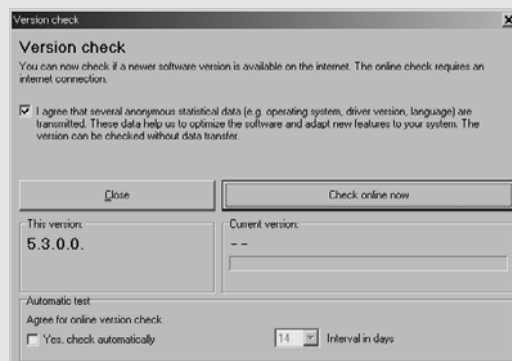 Version check
Version check
You can now check if a newer software version is available on the internet. The online check requires an
internet connection.
I agree that several anonymous statistical data (e.g. operating system, driver version, language) are
transmitted. These data help us to optimize the software and adapt new features to your system. The
version can be checked without data transfer.
Close
Check online now
This version:
Current version:
5.3.0.0.
--
Automatic test
Agree for online version check
Yes, check automatically
14
Interval in days